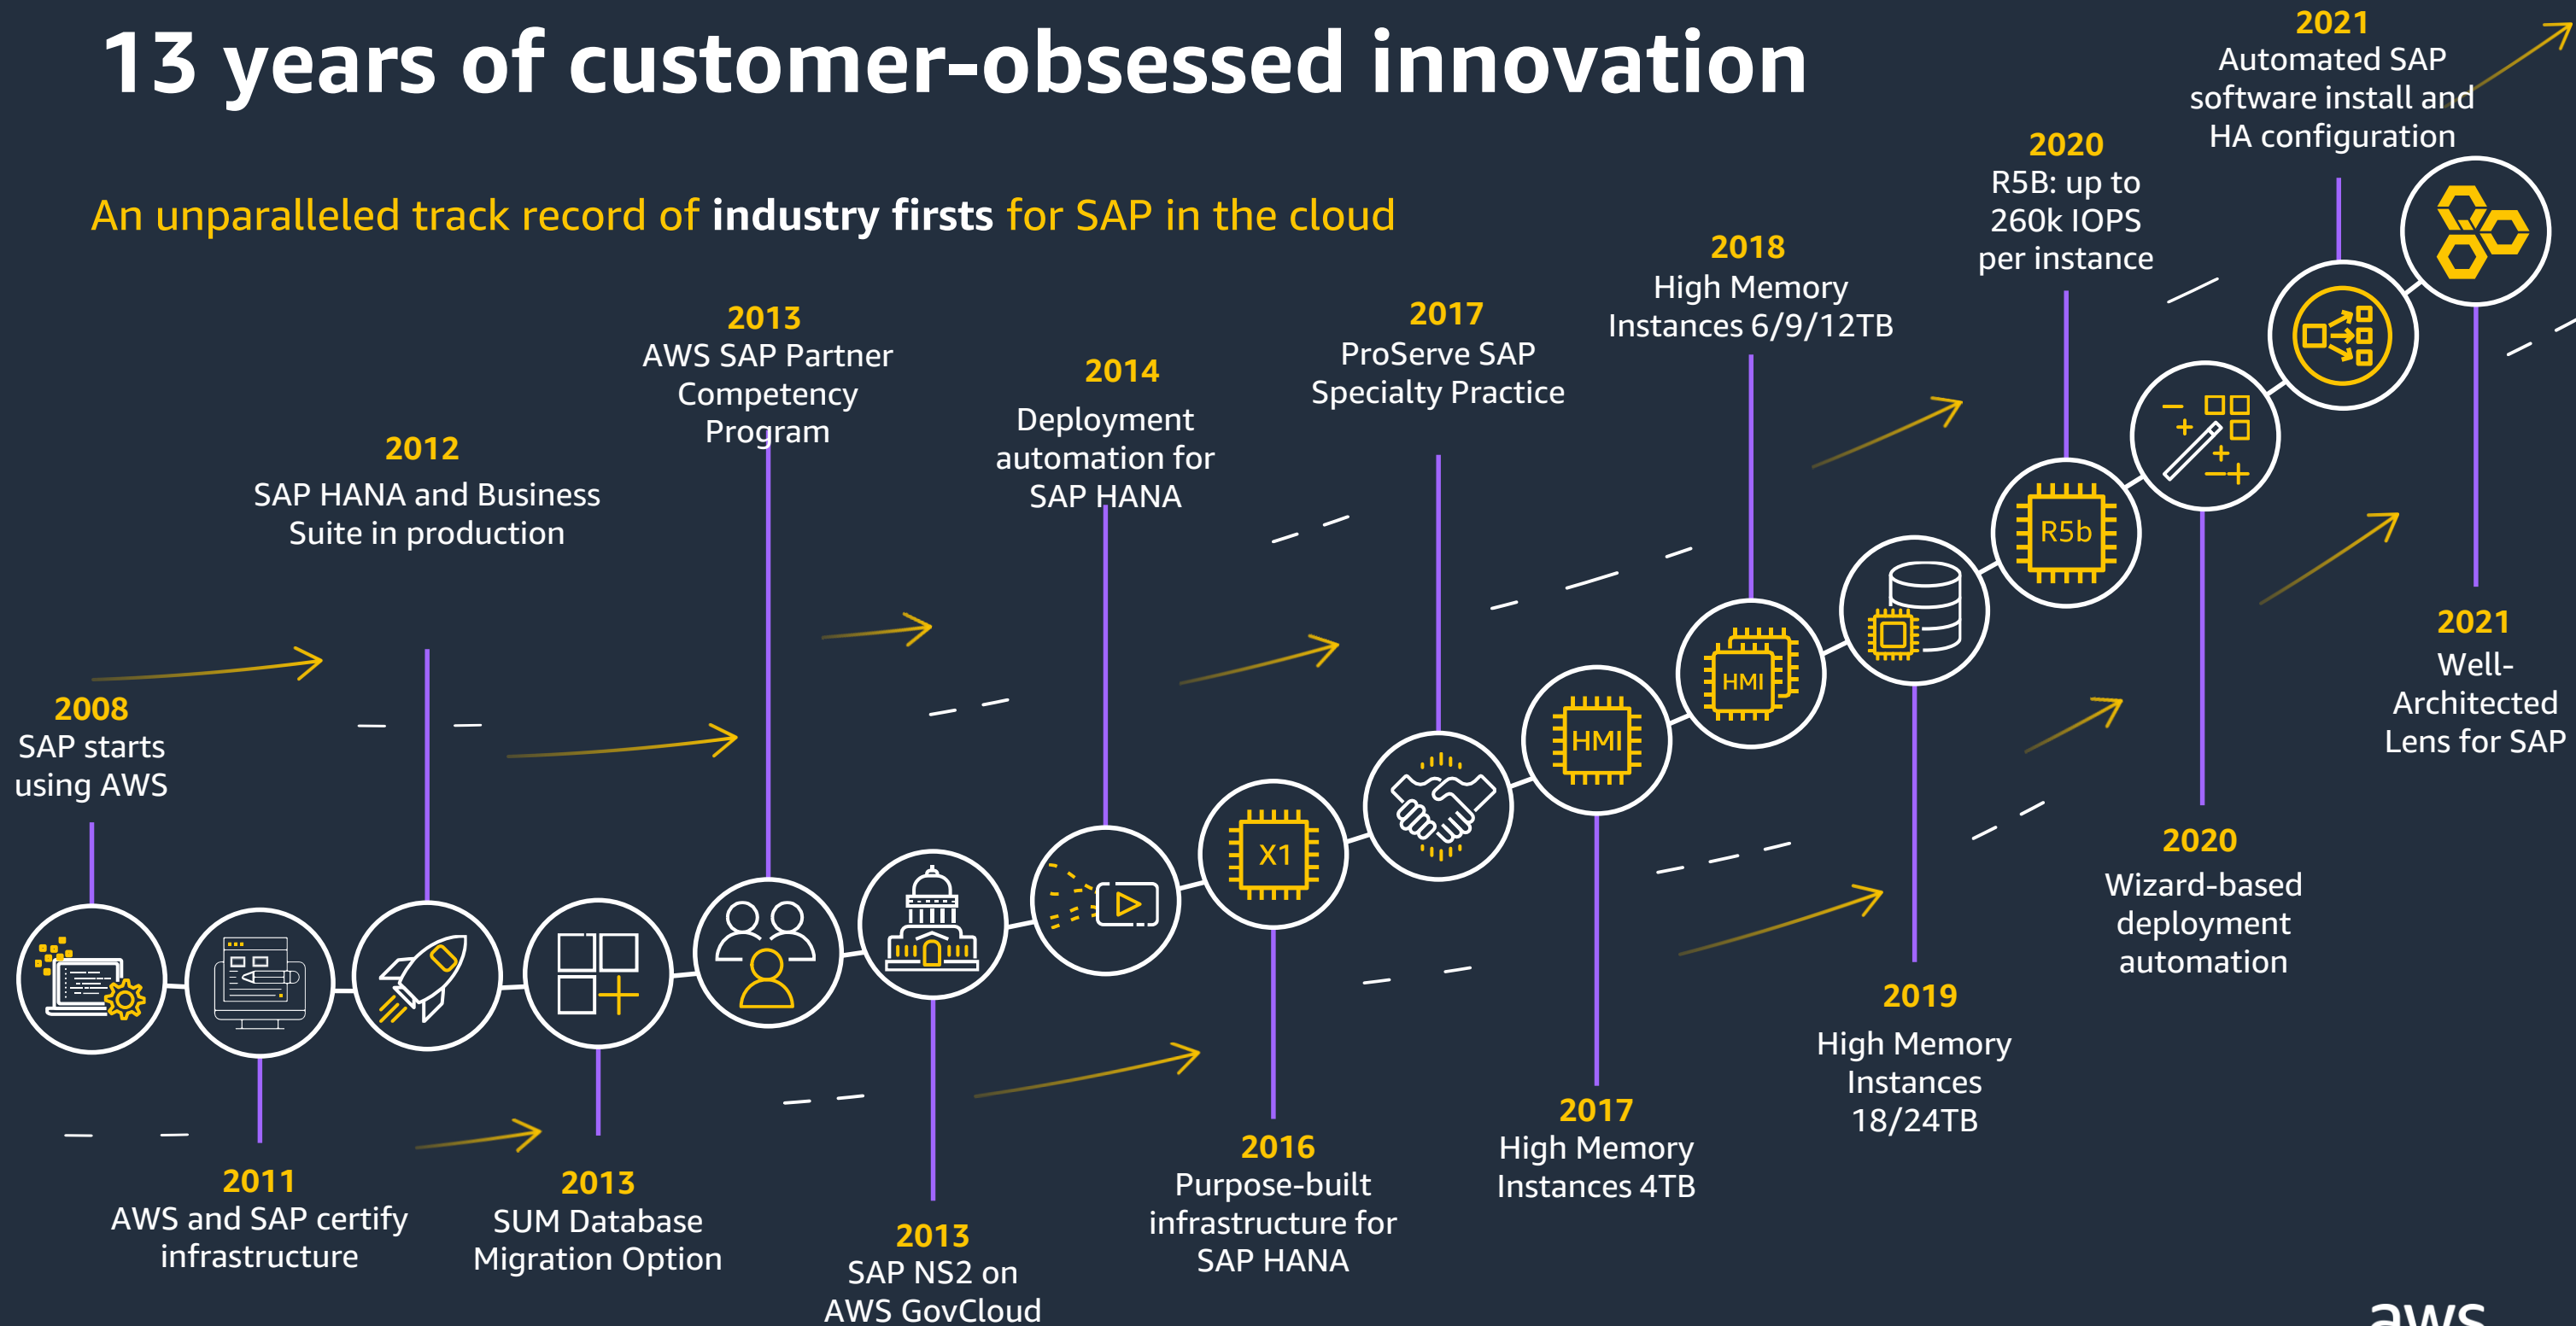 13 years of customer-obsessed innovation
An unparalleled track record of industry firsts for SAP in the cloud
2008
SAP starts
using AWS
2011
AWS and SAP certify
infrastructure
2012
SAP HANA and Business
Suite in production
2013
SUM Database
Migration Option
2013
AWS SAP Partner
Competency
Program
2013
SAP NS2 on
AWS GovCloud
2014
Deployment
automation for
SAP HANA
X1
2016
Purpose-built
infrastructure for
SAP HANA
2017
ProServe SAP
Specialty Practice
HMI
2017
High Memory
Instances 4TB
2018
High Memory
Instances 6/9/12TB
HMI
2019
High Memory
Instances
18/24TB
2020
R5B: up to
260k IOPS
per instance
R5b
2020
Wizard-based
deployment
automation
2021
Automated SAP
software install and
HA configuration
2021
Well-
Architected
Lens for SAP
aws